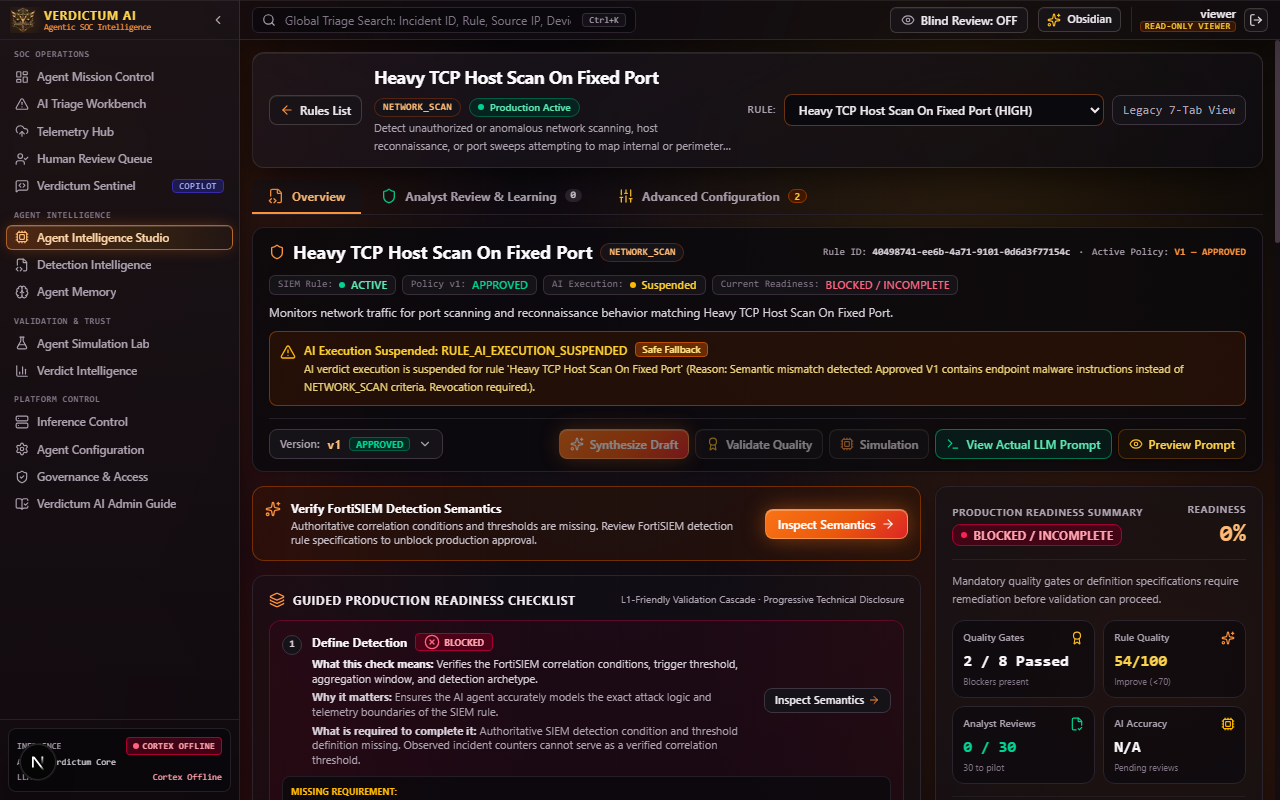 VERDICTUM AI
Agentic SOC Intelligence
Global Triage Search: Incident ID, Rule, Source IP, Devi
Ctrl+K
Blind Review: OFF
Obsidian
viewer
READ-ONLY VIEWER
SOC OPERATIONS
Agent Mission Control
AI Triage Workbench
Telemetry Hub
Human Review Queue
Verdictum Sentinel
COPILOT
AGENT INTELLIGENCE
Agent Intelligence Studio
Detection Intelligence
Agent Memory
VALIDATION & TRUST
Agent Simulation Lab
Verdict Intelligence
PLATFORM CONTROL
Inference Control
Agent Configuration
Governance & Access
Verdictum AI Admin Guide
CORTEX OFFLINE
rdictum Core
Cortex Offline
N
Rules List
Heavy TCP Host Scan On Fixed Port
NETWORK_SCAN
Production Active
Detect unauthorized or anomalous network scanning, host
reconnaissance, or port sweeps attempting to map internal or perimeter...
RULE:
Heavy TCP Host Scan On Fixed Port (HIGH)
Legacy 7-Tab View
Overview
Analyst Review & Learning
0
Advanced Configuration
2
Heavy TCP Host Scan On Fixed Port
NETWORK_SCAN
Rule ID: 40498741-ee6b-4a71-9101-0d6d3f77154c · Active Policy: V1 — APPROVED
SIEM Rule: ACTIVE
Policy v1: APPROVED
AI Execution: Suspended
Current Readiness: BLOCKED / INCOMPLETE
Monitors network traffic for port scanning and reconnaissance behavior matching Heavy TCP Host Scan On Fixed Port.
AI Execution Suspended: RULE_AI_EXECUTION_SUSPENDED
Safe Fallback
AI verdict execution is suspended for rule 'Heavy TCP Host Scan On Fixed Port' (Reason: Semantic mismatch detected: Approved V1 contains endpoint malware instructions instead of
NETWORK_SCAN criteria. Revocation required.).
Version: v1 APPROVED
Synthesize Draft
Validate Quality
Simulation
View Actual LLM Prompt
Preview Prompt
Verify FortiSIEM Detection Semantics
Authoritative correlation conditions and thresholds are missing. Review FortiSIEM detection
rule specifications to unblock production approval.
Inspect Semantics
GUIDED PRODUCTION READINESS CHECKLIST
L1-Friendly Validation Cascade · Progressive Technical Disclosure
1
Define Detection
BLOCKED
What this check means: Verifies the FortiSIEM correlation conditions, trigger threshold,
aggregation window, and detection archetype.
Why it matters: Ensures the AI agent accurately models the exact attack logic and
telemetry boundaries of the SIEM rule.
What is required to complete it: Authoritative SIEM detection condition and threshold
definition missing. Observed incident counters cannot serve as a verified correlation
threshold.
Inspect Semantics
MISSING REQUIREMENT:
PRODUCTION READINESS SUMMARY
BLOCKED / INCOMPLETE
READINESS
0%
Mandatory quality gates or definition specifications require
remediation before validation can proceed.
Quality Gates
2 / 8 Passed
Blockers present
Rule Quality
54/100
Improve (<70)
Analyst Reviews
0 / 30
30 to pilot
AI Accuracy
N/A
Pending reviews